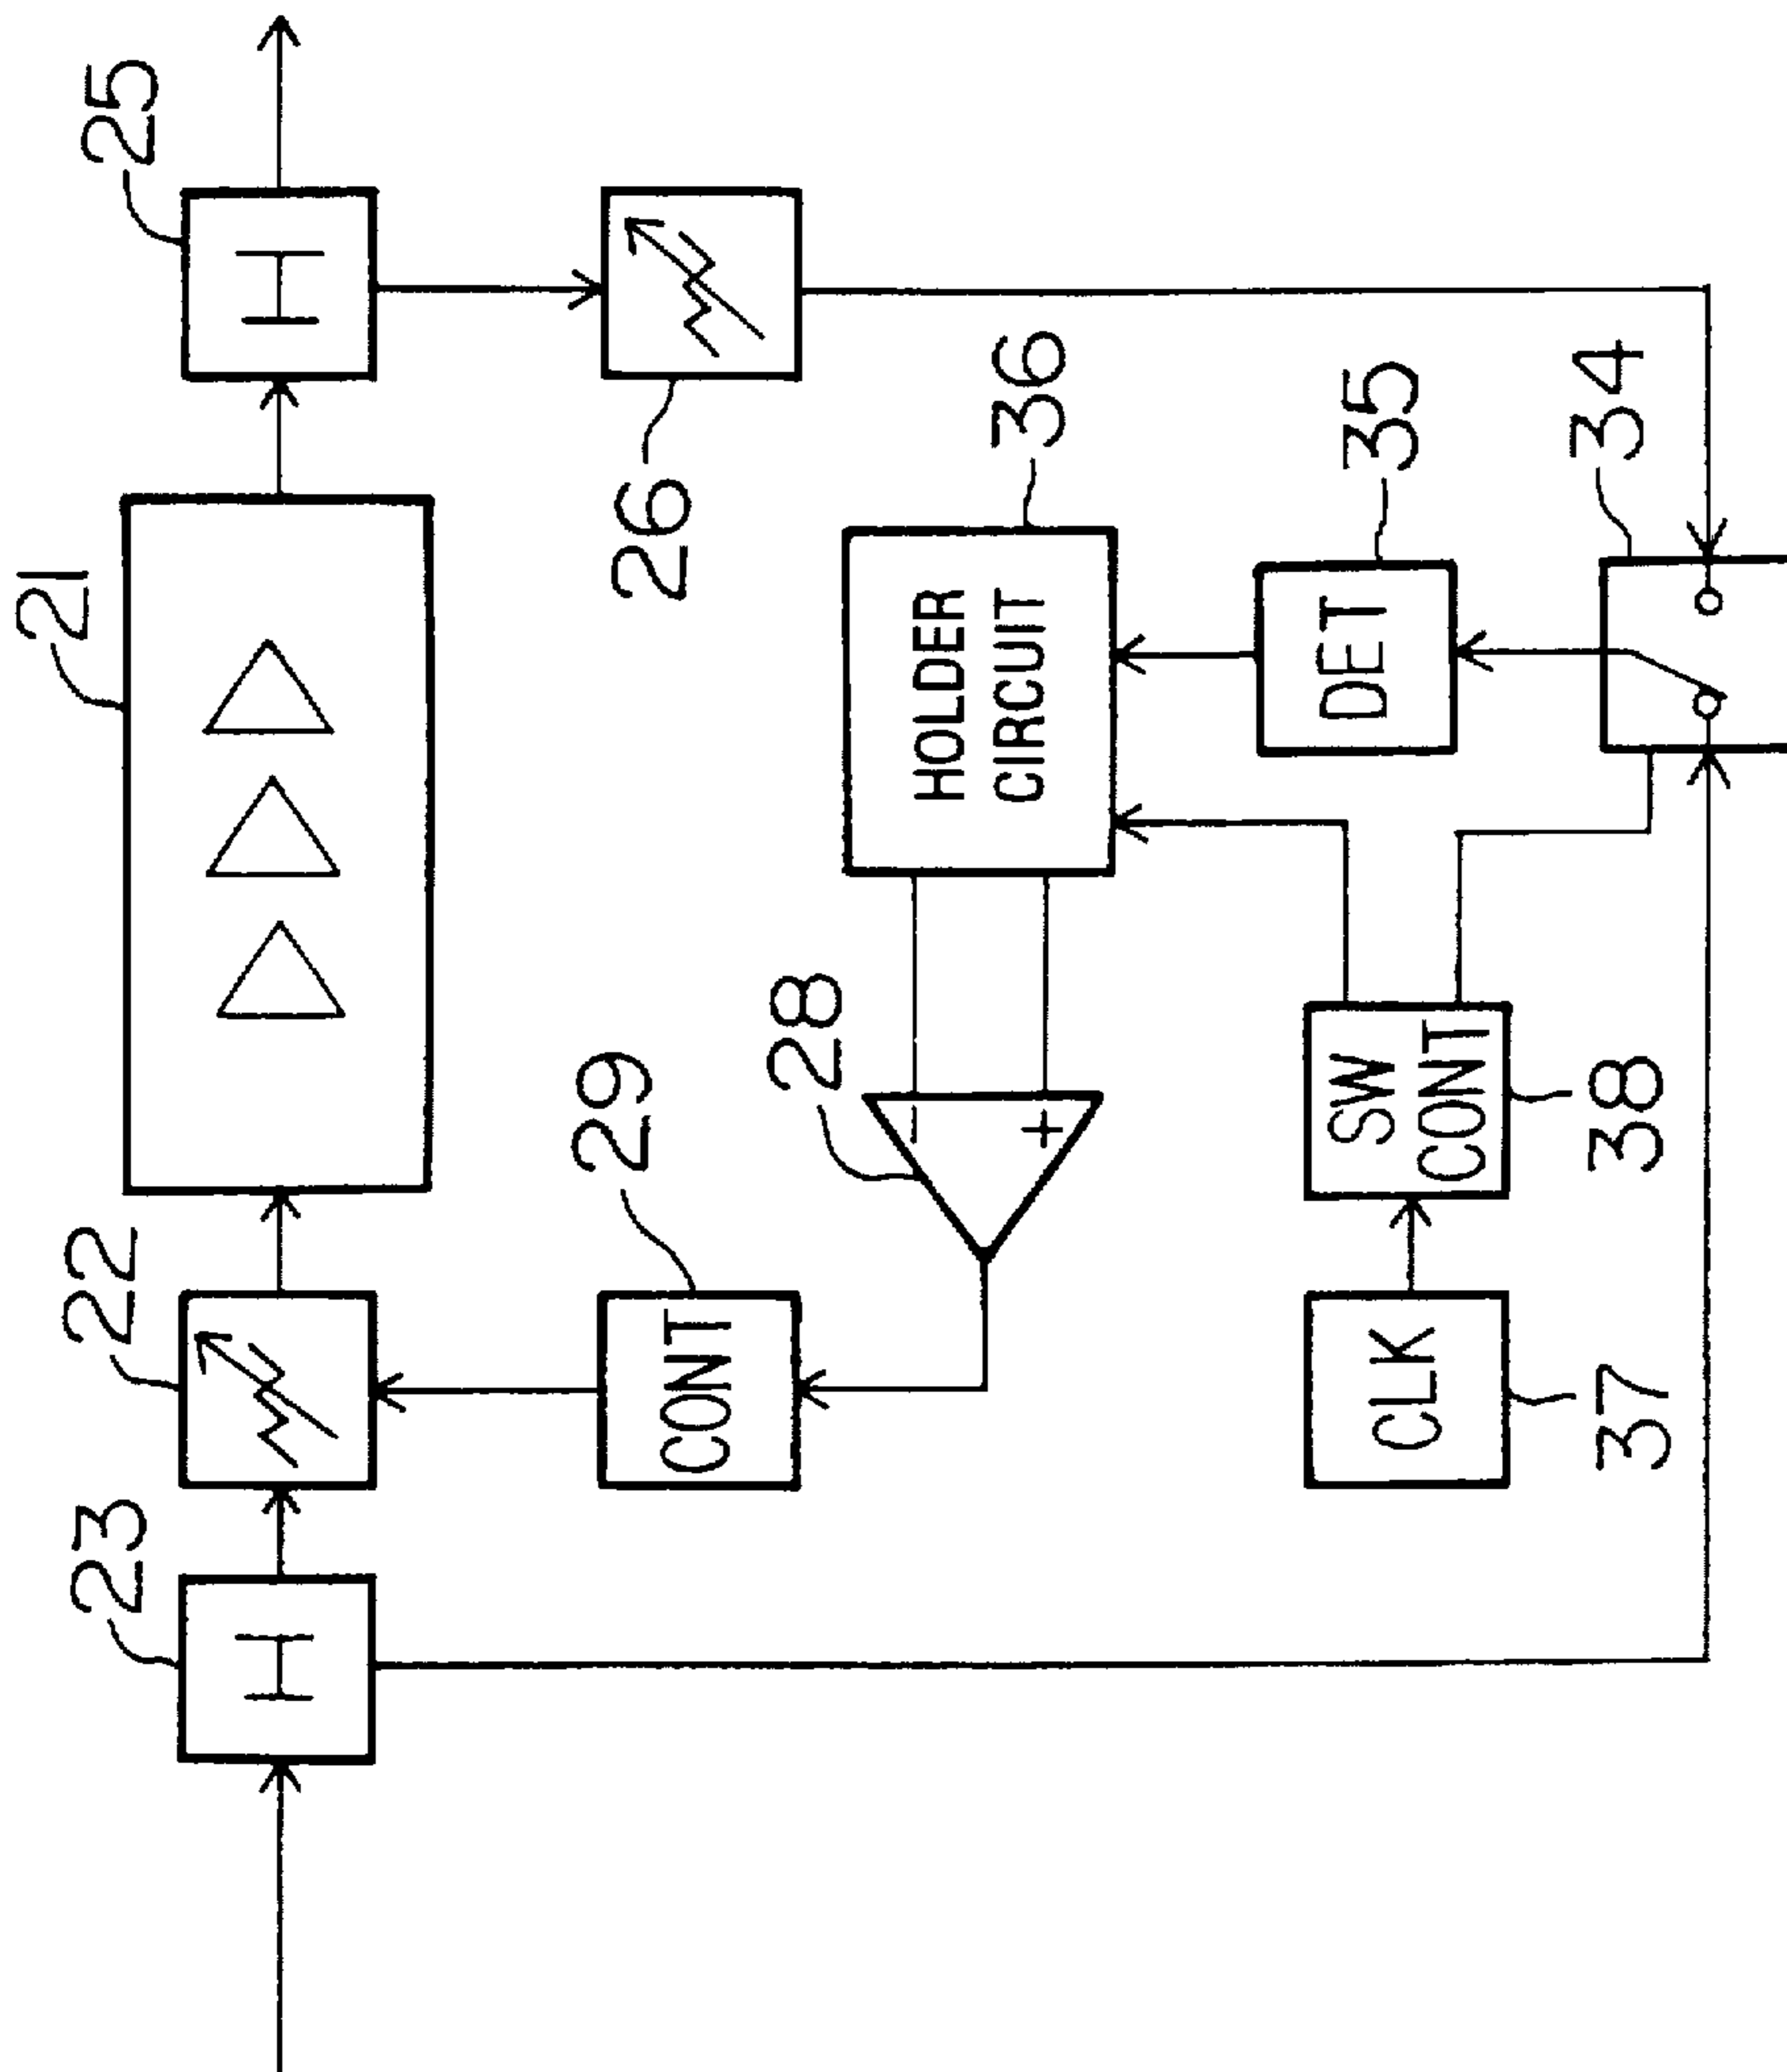 23
22
21
25
29
CONT
26
28
−
+
HOLDER
CIRCUIT
36
CLK
37
SW
CONT
38
DET
35
34